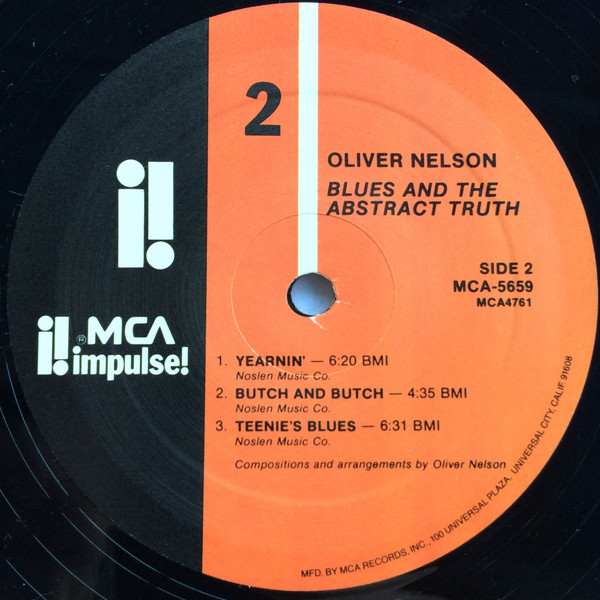 2
OLIVER NELSON
BLUES AND THE
ABSTRACT TRUTH
SIDE 2
MCA-5659
MCA4761
i!
i! ®MCA
impulse!
1. YEARNIN' — 6:20 BMI
Noslen Music Co.
2. BUTCH AND BUTCH — 4:35 BMI
Noslen Music Co.
3. TEENIE'S BLUES — 6:31 BMI
Noslen Music Co.
Compositions and arrangements by Oliver Nelson
MFD. BY MCA RECORDS, INC., 100 UNIVERSAL PLAZA, UNIVERSAL CITY, CALIF. 91608